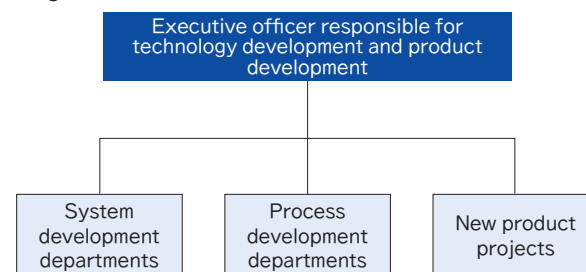 Executive officer responsible for
technology development and product
development
System
development
departments
Process
development
departments
New product
projects